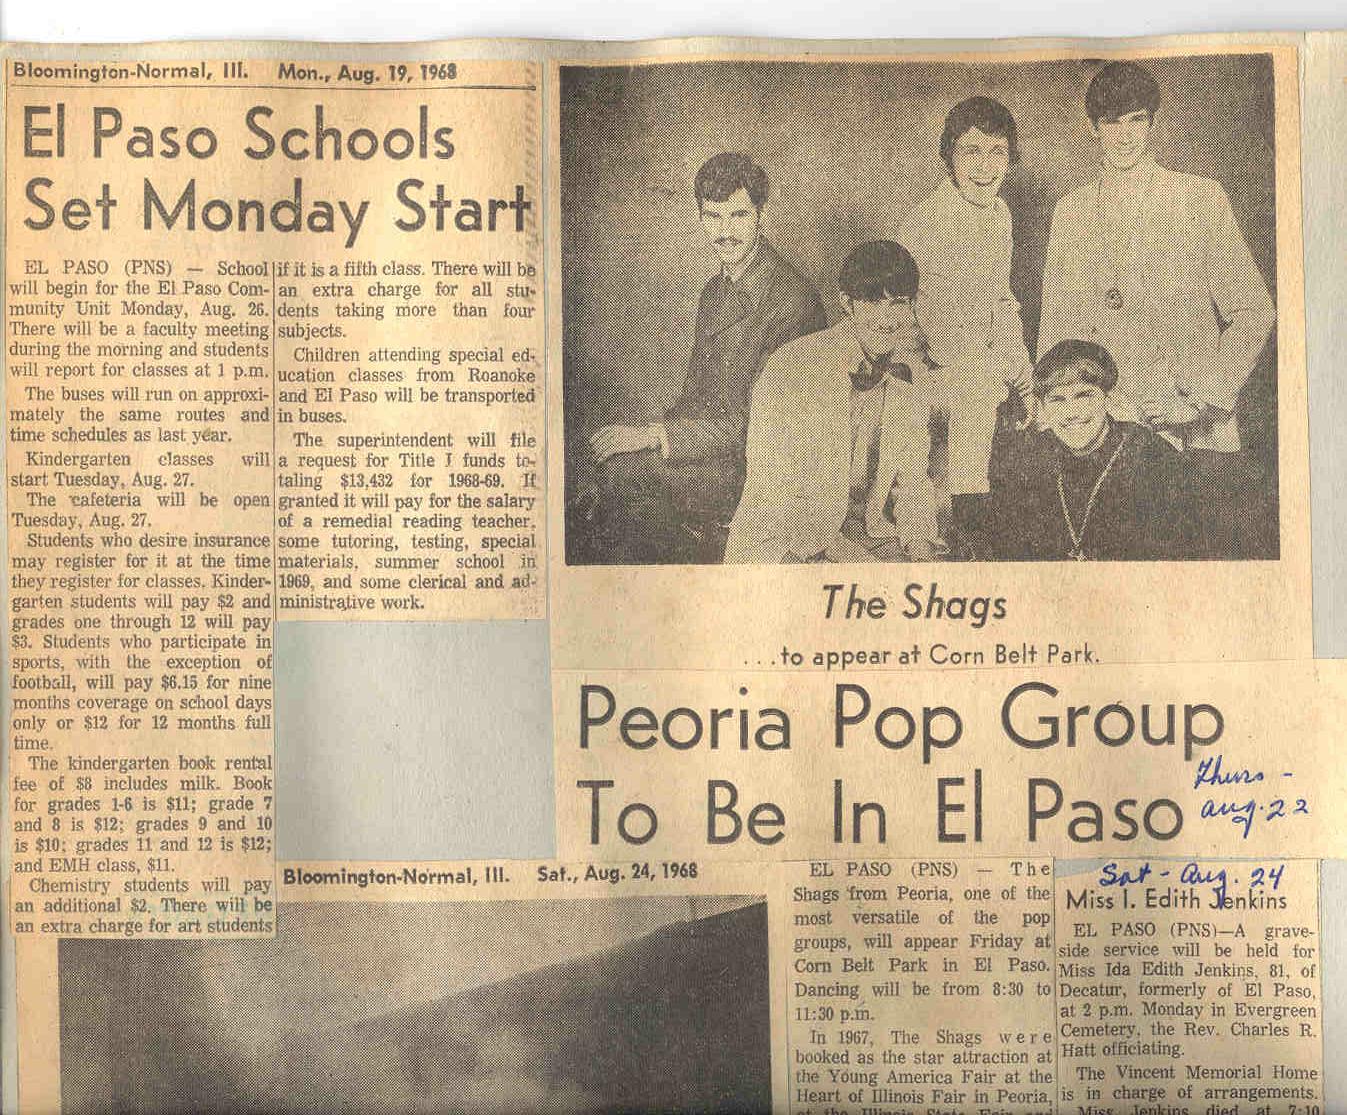 Bloomington-Normal, Ill. Mon., Aug. 19, 1968
El Paso Schools
Set Monday Start
EL PASO (PNS) — School
will begin for the El Paso Com-
munity Unit Monday, Aug. 26.
There will be a faculty meeting
during the morning and students
will report for classes at 1 p.m.
The buses will run on approxi-
mately the same routes and
time schedules as last year.
Kindergarten classes will
start Tuesday, Aug. 27.
The cafeteria will be open
Tuesday, Aug. 27.
Students who desire insurance
may register for it at the time
they register for classes. Kinder-
garten students will pay $2 and
grades one through 12 will pay
$3. Students who participate in
sports, with the exception of
football, will pay $6.15 for nine
months coverage on school days
only or $12 for 12 months full
time.
The kindergarten book rental
fee of $8 includes milk. Book
for grades 1-6 is $11; grade 7
and 8 is $12; grades 9 and 10
is $10; grades 11 and 12 is $12;
and EMH class, $11.
Chemistry students will pay
an additional $2. There will be
an extra charge for art students
if it is a fifth class. There will be
an extra charge for all stu-
dents taking more than four
subjects.
Children attending special ed-
ucation classes from Roanoke
and El Paso will be transported
in buses.
The superintendent will file
a request for Title I funds to-
taling $13,432 for 1968-69. If
granted it will pay for the salary
of a remedial reading teacher,
some tutoring, testing, special
materials, summer school in
1969, and some clerical and ad-
ministrative work.
The Shags
...to appear at Corn Belt Park.
Peoria Pop Group
To Be In El Paso
Thurs -
Aug. 22
Bloomington-Normal, Ill. Sat., Aug. 24, 1968
EL PASO (PNS) — The
Shags from Peoria, one of the
most versatile of the pop
groups, will appear Friday at
Corn Belt Park in El Paso.
Dancing will be from 8:30 to
11:30 p.m.
In 1967, The Shags were
booked as the star attraction at
the Young America Fair at the
Heart of Illinois Fair in Peoria,
at the Illinois State Fair and
Sat - Aug. 24
Miss I. Edith Jenkins
EL PASO (PNS)—A grave-
side service will be held for
Miss Ida Edith Jenkins, 81, of
Decatur, formerly of El Paso,
at 2 p.m. Monday in Evergreen
Cemetery, the Rev. Charles R.
Hatt officiating.
The Vincent Memorial Home
is in charge of arrangements.
Miss Jenkins died at 7:10